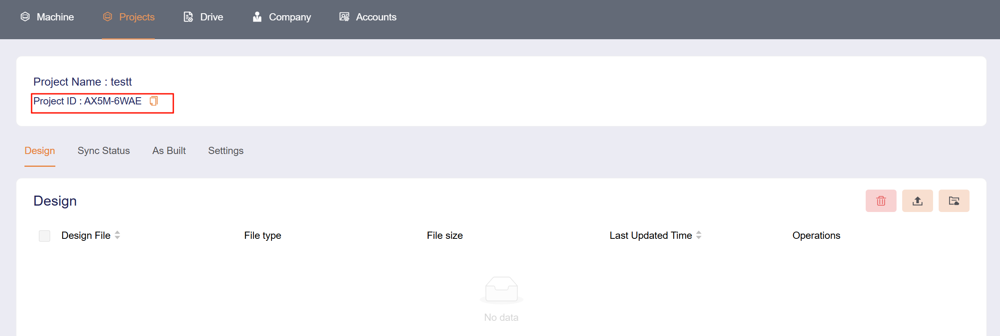 Machine Projects Drive Company Accounts
Project Name : testt
Project ID : AX5M-6WAE
Design Sync Status As Built Settings
Design
Design File File type File size Last Updated Time Operations
No data